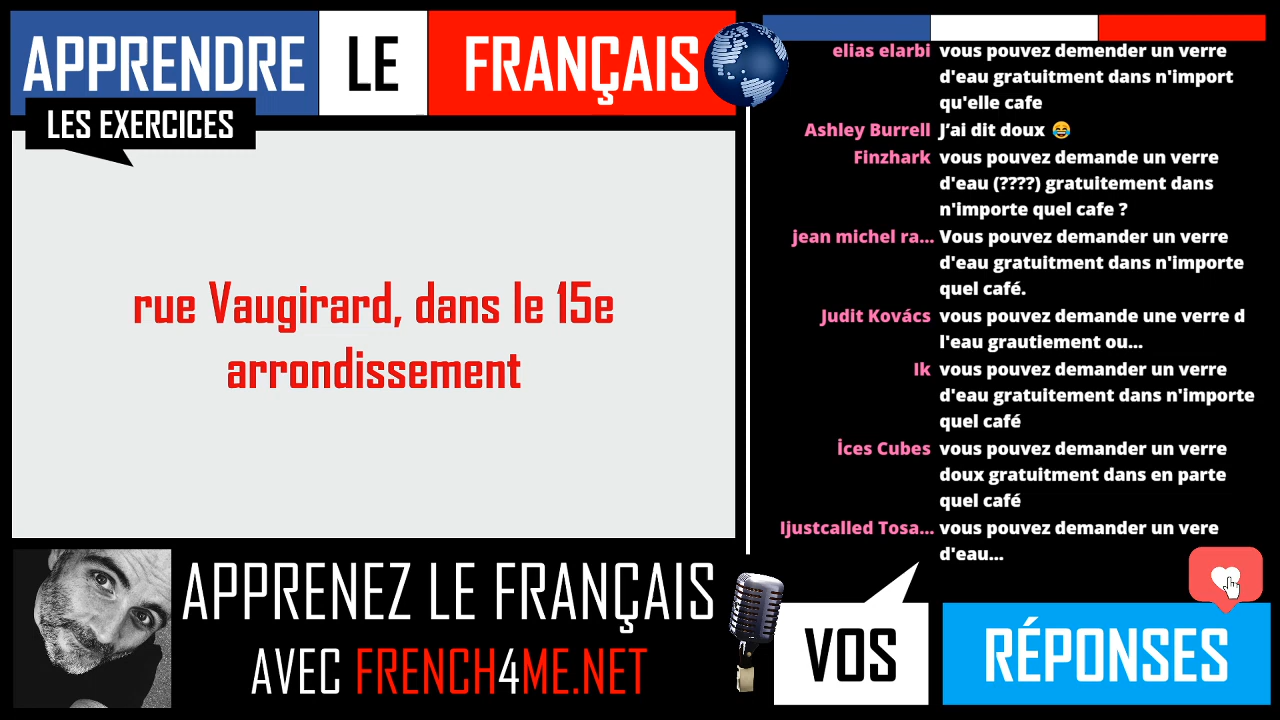 APPRENDRE LE FRANÇAIS
LES EXERCICES
rue Vaugirard, dans le 15e
arrondissement
APPRENEZ LE FRANÇAIS
AVEC FRENCH4ME.NET
elias elarbi vous pouvez demender un verre
d'eau gratuitment dans n'import
qu'elle cafe
Ashley Burrell J’ai dit doux 😂
Finzhark vous pouvez demande un verre
d'eau (????) gratuitement dans
n'importe quel cafe ?
jean michel ra... Vous pouvez demander un verre
d'eau gratuitment dans n'importe
quel café.
Judit Kovács vous pouvez demande une verre d
l'eau grautiement ou...
Ik vous pouvez demander un verre
d'eau gratuitement dans n'importe
quel café
İces Cubes vous pouvez demander un verre
doux gratuitment dans en parte
quel café
Ijustcalled Tosa... vous pouvez demander un vere
d'eau...
VOS RÉPONSES